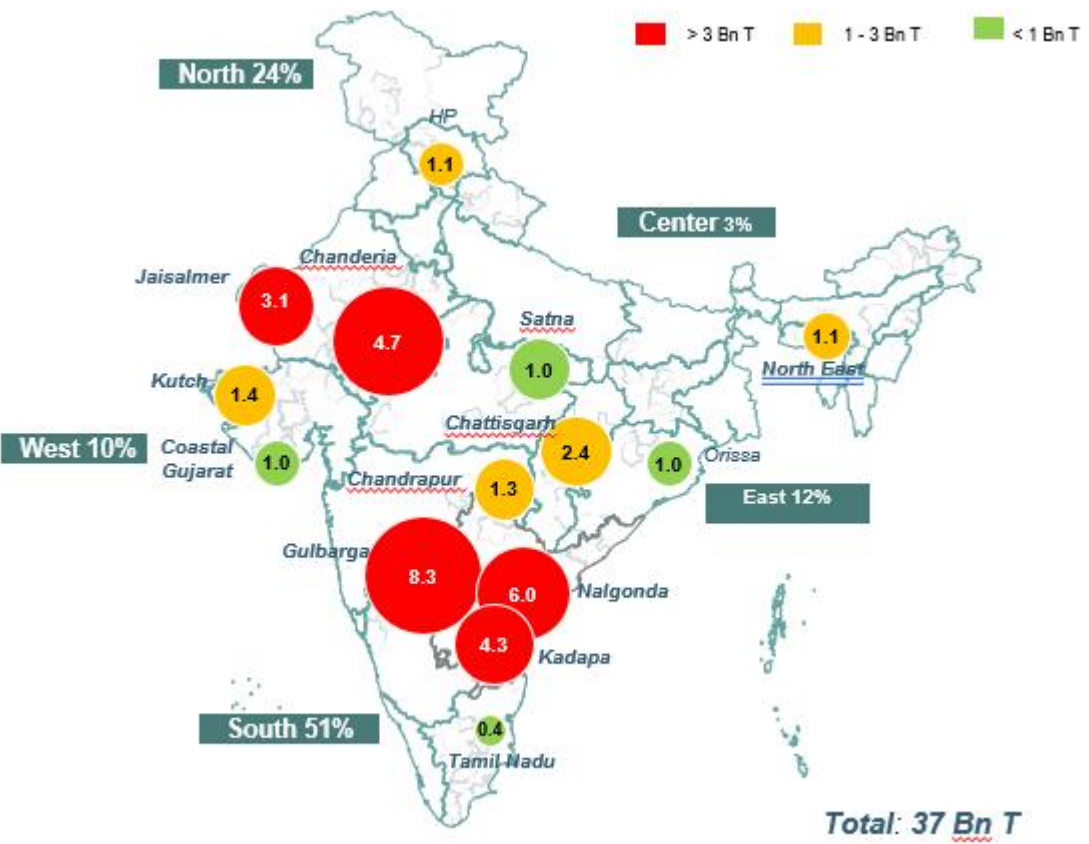 > 3 Bn T
1 - 3 Bn T
< 1 Bn T
North 24%
HP
1.1
Center 3%
Chanderia
Jaisalmer
3.1
4.7
Satna
1.0
1.1
North East
Kutch
1.4
West 10%
Coastal
Gujarat
1.0
Chattisgarh
2.4
1.0
Orissa
Chandrapur
1.3
East 12%
Gulbarga
8.3
6.0
Nalgonda
4.3
Kadapa
South 51%
0.4
Tamil Nadu
Total: 37 Bn T